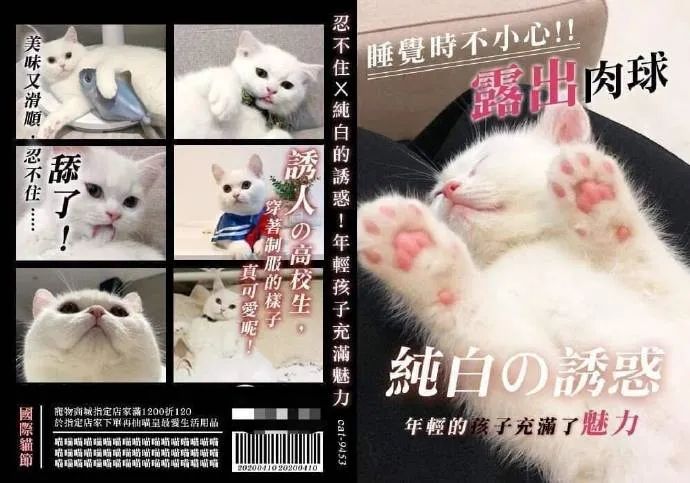 美味又滑順．忍不住……
舔了！
誘人の高校生，
穿著制服的樣子
真可愛呢！
國際貓節
寵物商城指定店家滿1200折120
於指定店家下單再抽喵皇最愛生活用品
喵喵喵喵喵喵喵喵喵喵喵喵喵喵喵喵喵
喵喵喵喵喵喵喵喵喵喵喵喵喵喵喵喵喵
喵喵喵喵喵喵喵喵喵喵喵喵喵喵喵喵喵
20200410 20200410
忍不住×純白的誘惑！年輕孩子充滿魅力
cat-9453
睡覺時不小心!!
露出肉球
純白の誘惑
年輕的孩子充滿了魅力